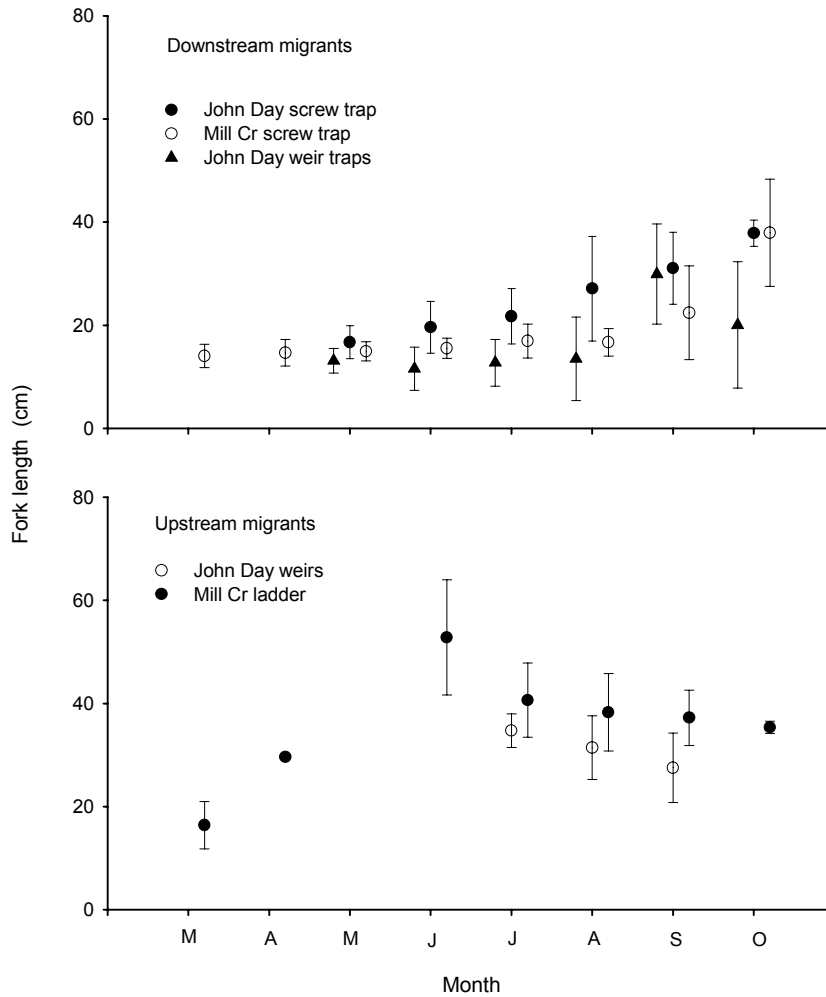 80
Downstream migrants
John Day screw trap
Mill Cr screw trap
John Day weir traps
60
40
20
0
Fork length (cm)
80
Upstream migrants
John Day weirs
Mill Cr ladder
60
40
20
0
M A M J J A S O
Month